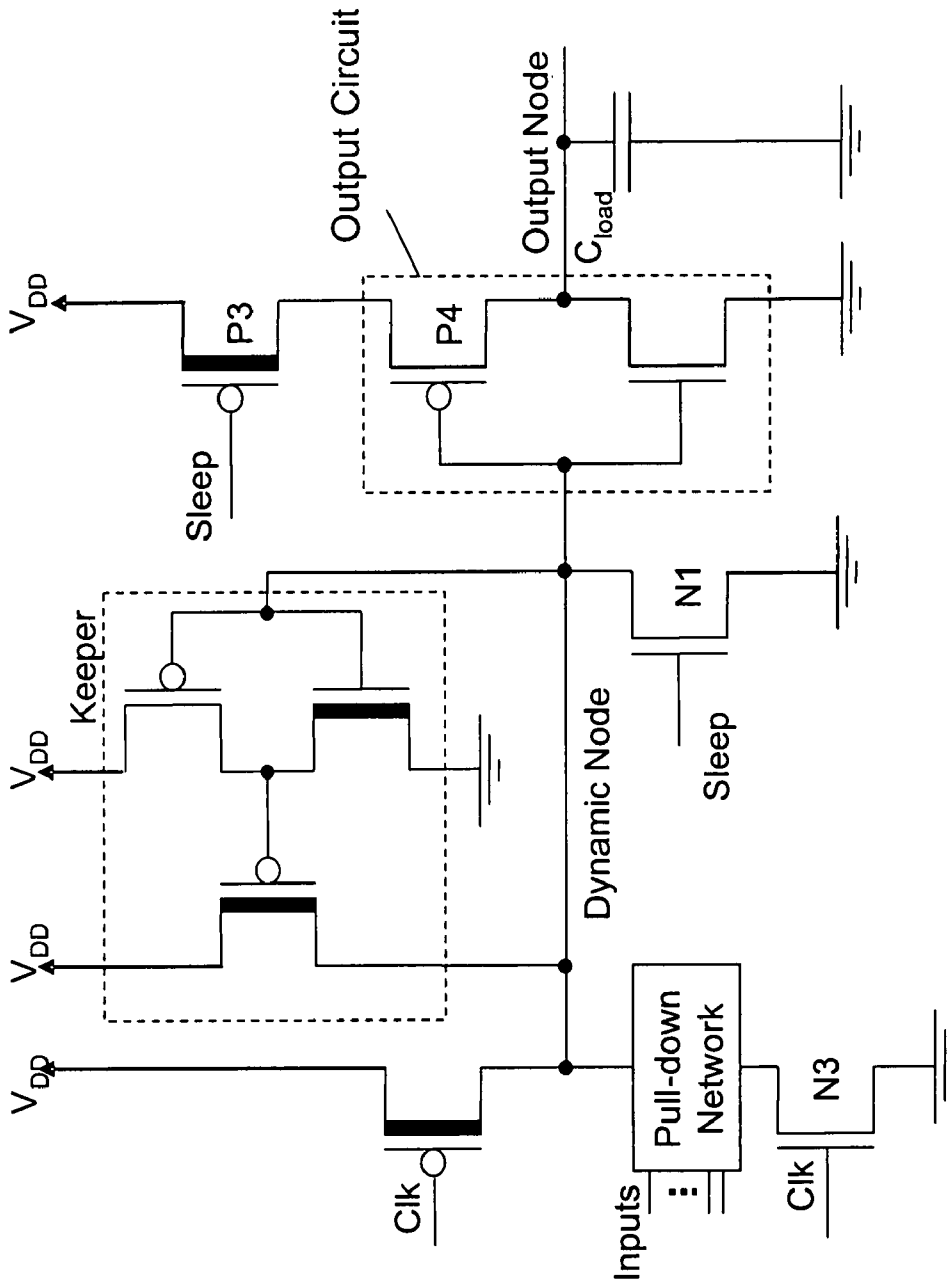 V_DD
V_DD
V_DD
V_DD
Keeper
Sleep
P3
Output Circuit
P4
Output Node
C_load
Clk
Dynamic Node
Inputs
Pull-down
Network
Sleep
N1
Clk
N3